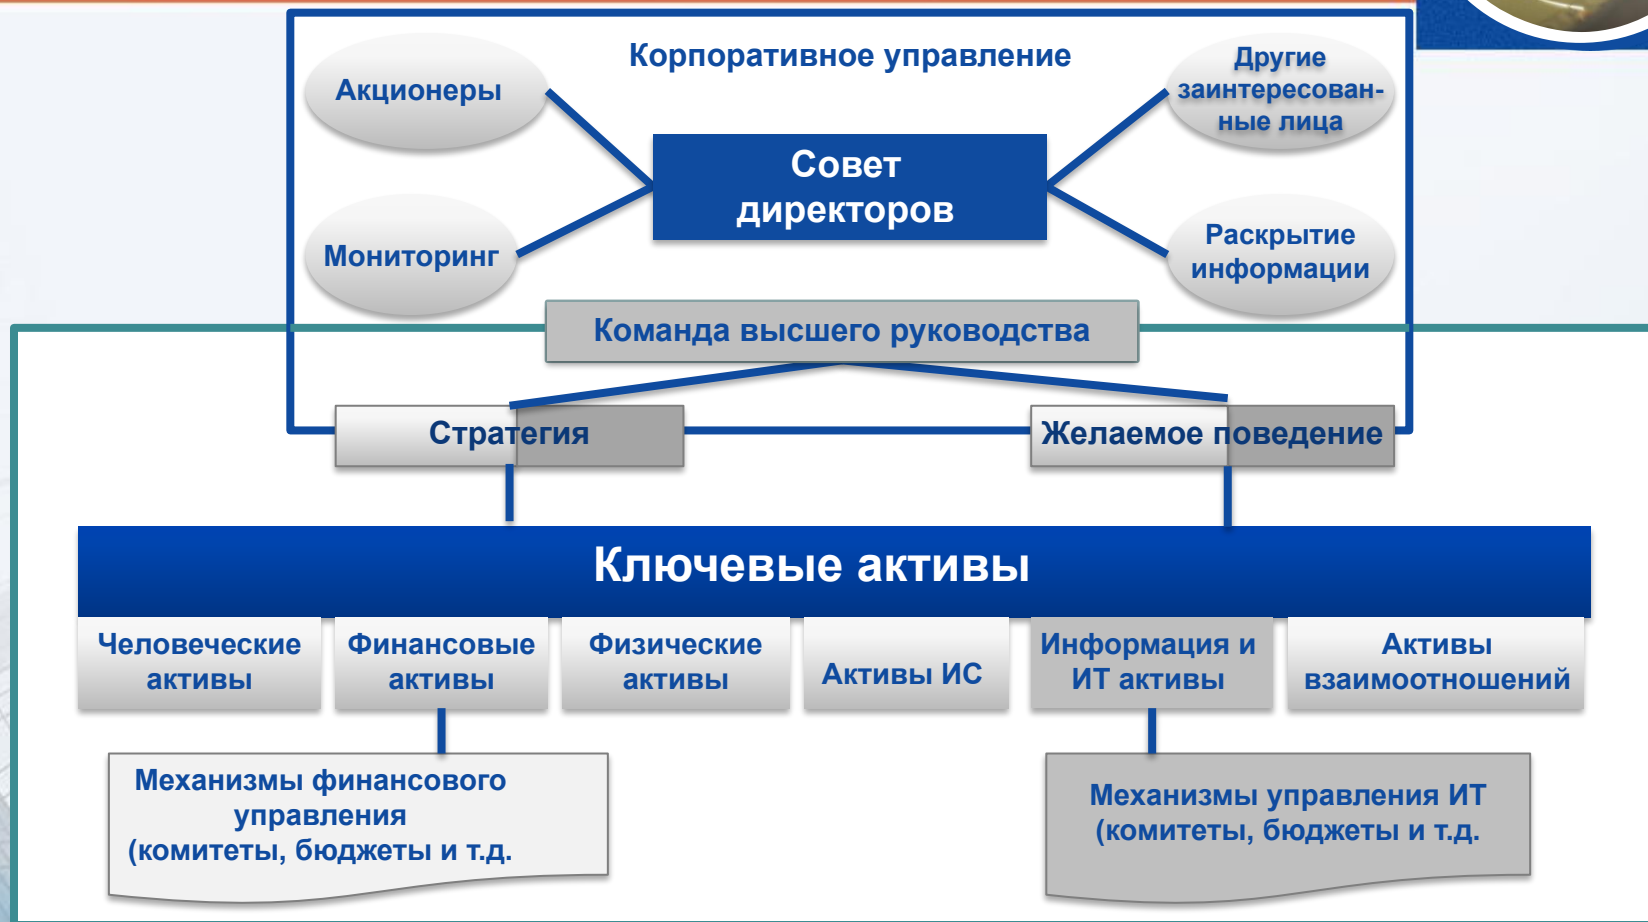 Корпоративное управление
Акционеры
Другие
заинтересован-
ные лица
Совет
директоров
Мониторинг
Раскрытие
информации
Команда высшего руководства
Стратегия
Желаемое поведение
Ключевые активы
Человеческие
активы
Финансовые
активы
Физические
активы
Активы ИС
Информация и
ИТ активы
Активы
взаимоотношений
Механизмы финансового
управления
(комитеты, бюджеты и т.д.
Механизмы управления ИТ
(комитеты, бюджеты и т.д.